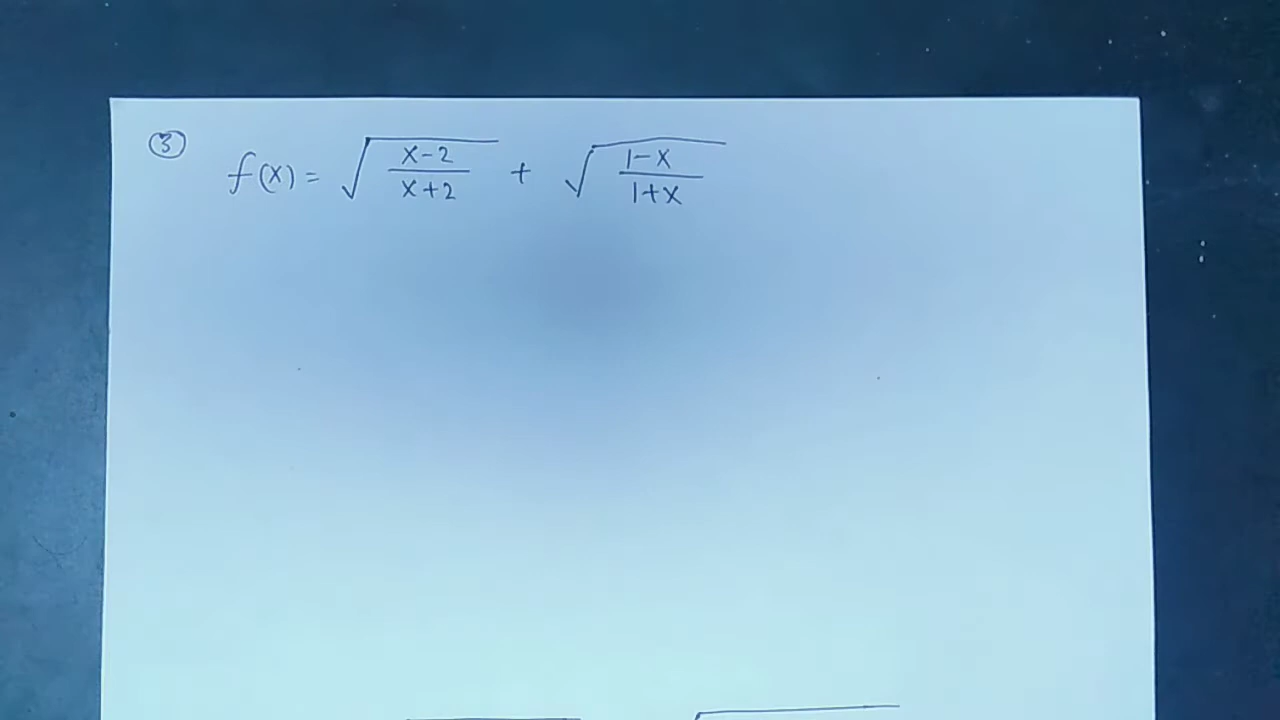 ③ f(x) = √((x-2)/(x+2)) + √((1-x)/(1+x))